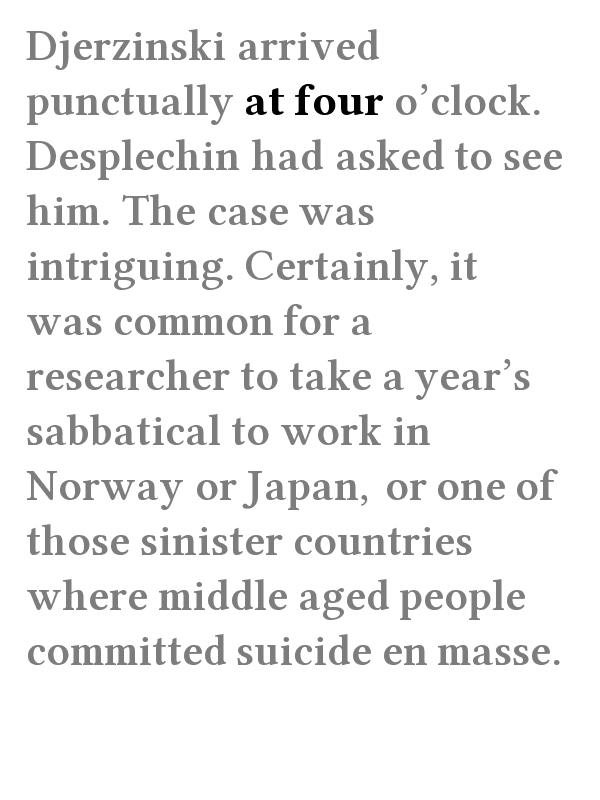 Djerzinski arrived
punctually at four o’clock.
Desplechin had asked to see
him. The case was
intriguing. Certainly, it
was common for a
researcher to take a year’s
sabbatical to work in
Norway or Japan, or one of
those sinister countries
where middle aged people
committed suicide en masse.